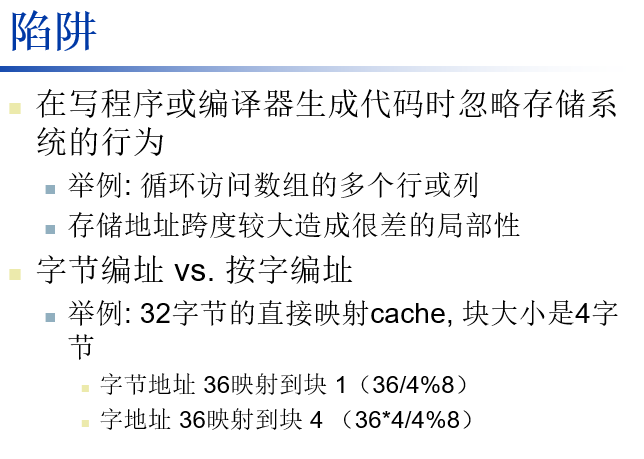 陷阱
在写程序或编译器生成代码时忽略存储系
统的行为
举例: 循环访问数组的多个行或列
存储地址跨度较大造成很差的局部性
字节编址 vs. 按字编址
举例: 32字节的直接映射cache, 块大小是4字
节
字节地址 36映射到块 1（36/4%8）
字地址 36映射到块 4 （36*4/4%8）